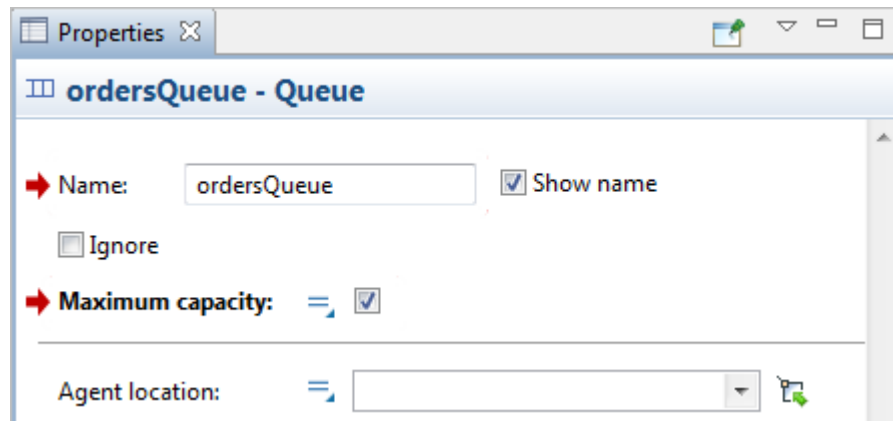 Properties
ordersQueue - Queue
Name: ordersQueue Show name
Ignore
Maximum capacity:
Agent location: